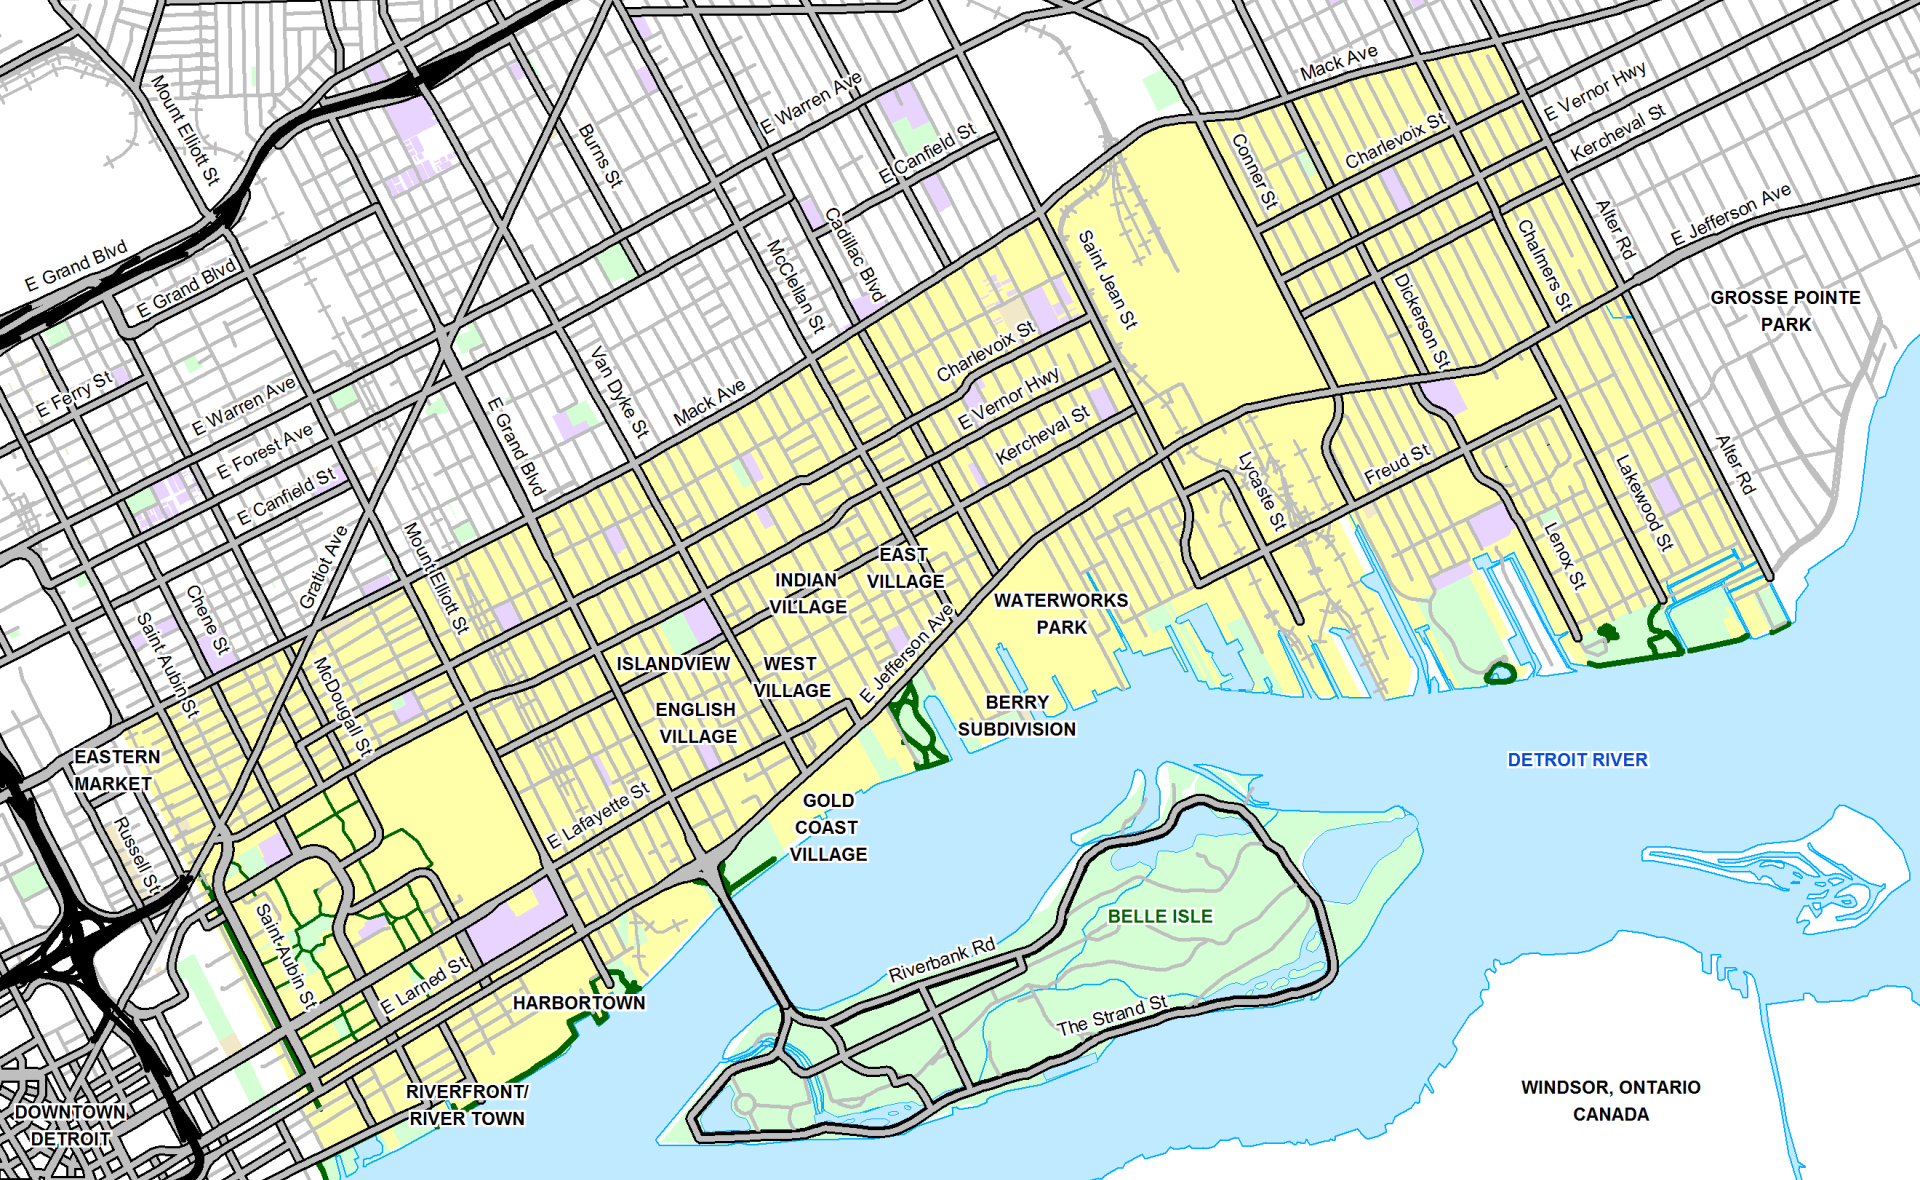 Mount Elliott St
Burns St
E Warren Ave
E Canfield St
Mack Ave
E Vernor Hwy
Kercheval St
Charlevoix St
Conner St
Alter Rd
E Jefferson Ave
E Grand Blvd
E Grand Blvd
Cadillac Blvd
McClellan St
Saint Jean St
Chalmers St
Dickerson St
GROSSE POINTE
PARK
E Ferry St
E Warren Ave
E Forest Ave
E Canfield St
E Grand Blvd
Van Dyke St
Mack Ave
Charlevoix St
E Vernor Hwy
Kercheval St
Lycaste St
Freud St
Lakewood St
Alter Rd
Lenox St
Gratiot Ave
Mount Elliott St
Chene St
Saint Aubin St
McDougall St
EAST
VILLAGE
INDIAN
VILLAGE
WATERWORKS
PARK
ISLANDVIEW
WEST
VILLAGE
E Jefferson Ave
ENGLISH
VILLAGE
BERRY
SUBDIVISION
EASTERN
MARKET
DETROIT RIVER
Russell St
E Lafayette St
GOLD
COAST
VILLAGE
BELLE ISLE
Saint Aubin St
E Larned St
Riverbank Rd
HARBORTOWN
The Strand St
RIVERFRONT/
RIVER TOWN
DOWNTOWN
DETROIT
WINDSOR, ONTARIO
CANADA